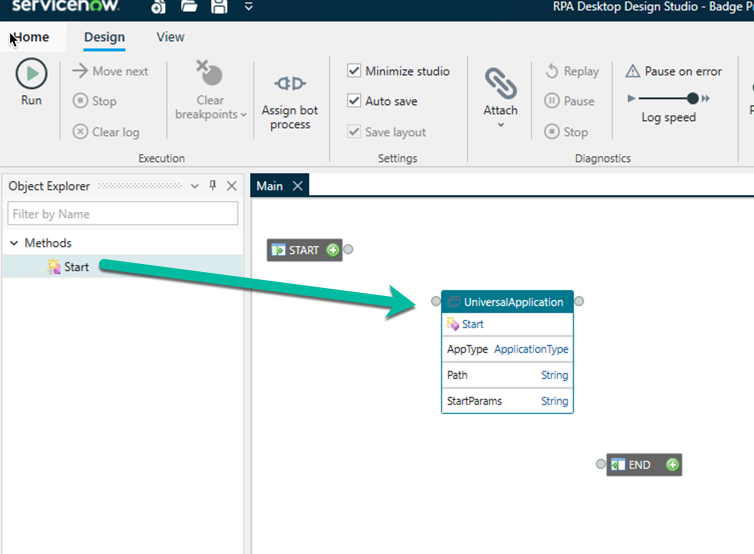 servicenow
RPA Desktop Design Studio - Badge P
Home Design View
Run
Move next
Stop
Clear log
Clear
breakpoints
Execution
Assign bot
process
Minimize studio
Auto save
Save layout
Settings
Attach
Replay
Pause
Stop
Pause on error
Log speed
Diagnostics
Object Explorer
Filter by Name
Methods
Start
Main
START
UniversalApplication
Start
AppType ApplicationType
Path String
StartParams String
END